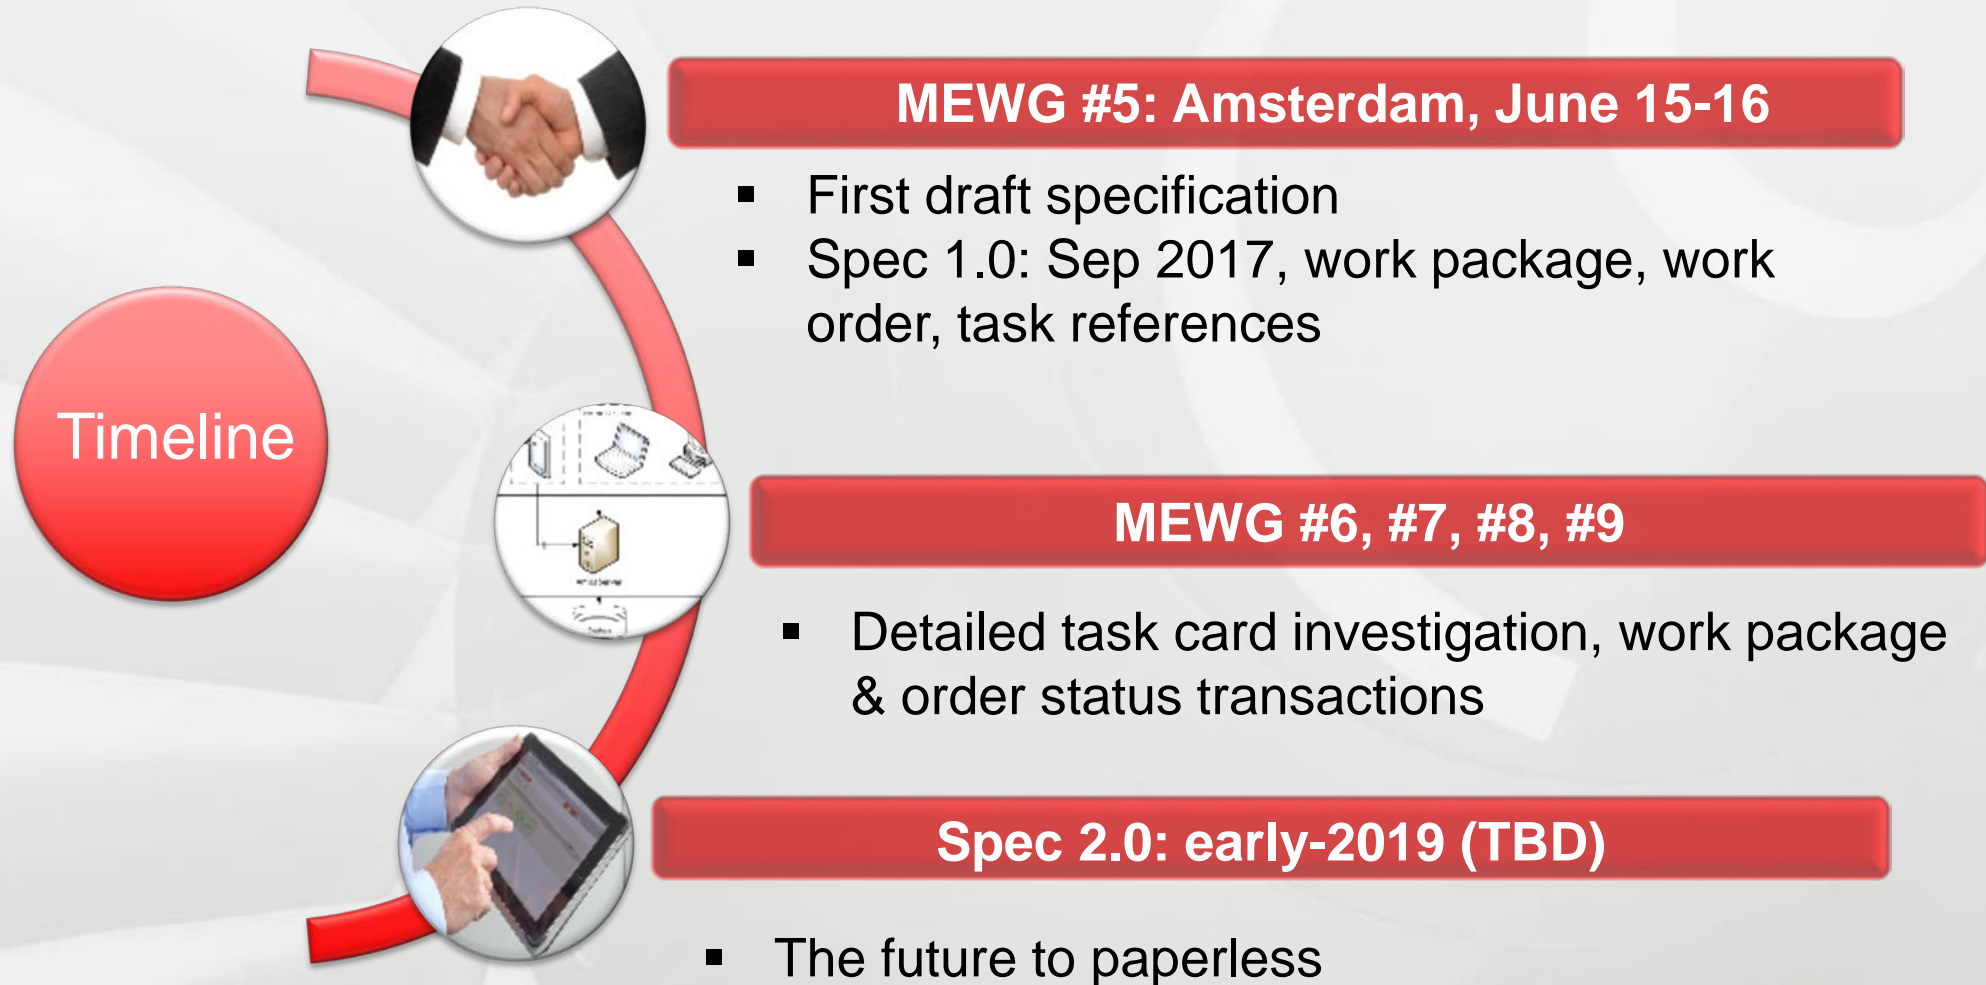 Timeline
MEWG #5: Amsterdam, June 15-16
▪ First draft specification
▪ Spec 1.0: Sep 2017, work package, work
order, task references
MEWG #6, #7, #8, #9
▪ Detailed task card investigation, work package
& order status transactions
Spec 2.0: early-2019 (TBD)
▪ The future to paperless